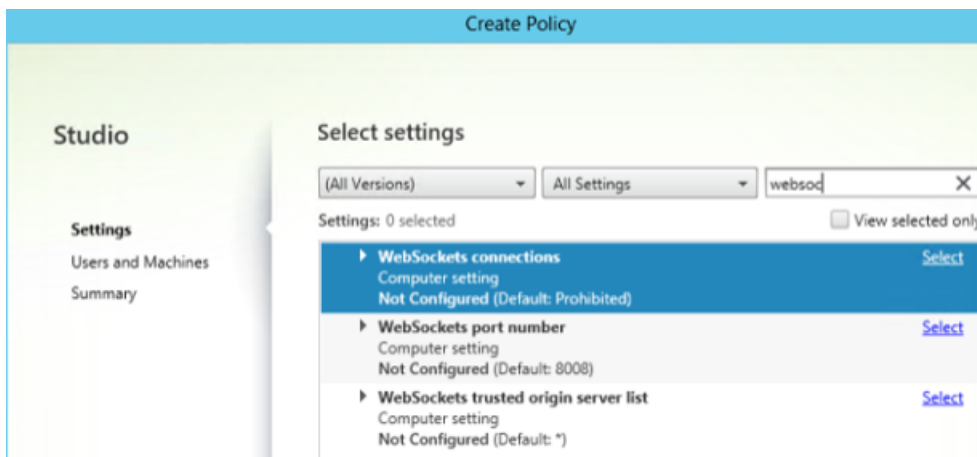 Create Policy
Studio
Settings
Users and Machines
Summary
Select settings
(All Versions) All Settings websoc
Settings: 0 selected View selected only
WebSockets connections Select
Computer setting
Not Configured (Default: Prohibited)
WebSockets port number Select
Computer setting
Not Configured (Default: 8008)
WebSockets trusted origin server list Select
Computer setting
Not Configured (Default: *)